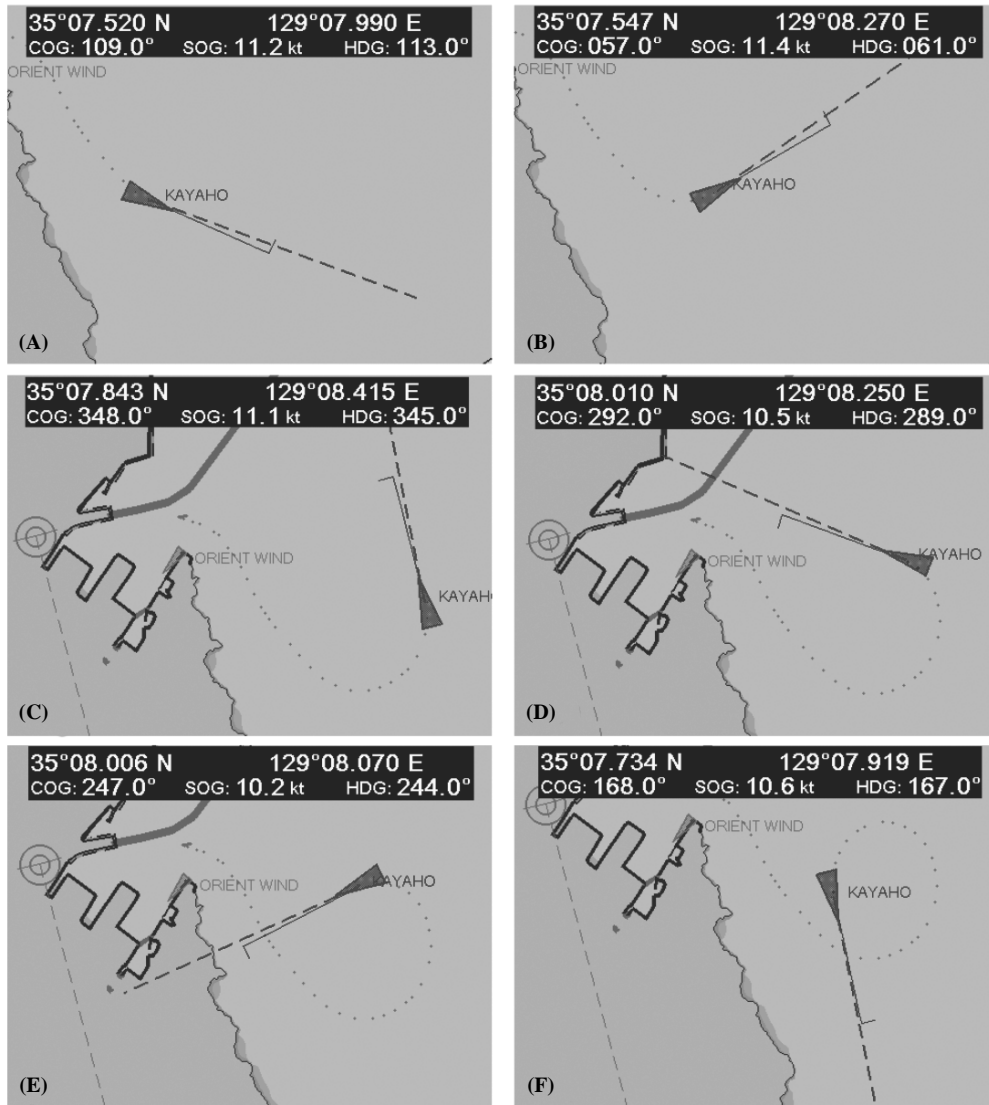 35°07.520 N 129°07.990 E
COG: 109.0° SOG: 11.2 kt HDG: 113.0°
ORIENT WIND
KAYAHO
(A)
35°07.547 N 129°08.270 E
COG: 057.0° SOG: 11.4 kt HDG: 061.0°
ORIENT WIND
KAYAHO
(B)
35°07.843 N 129°08.415 E
COG: 348.0° SOG: 11.1 kt HDG: 345.0°
ORIENT WIND
KAYAHO
(C)
35°08.010 N 129°08.250 E
COG: 292.0° SOG: 10.5 kt HDG: 289.0°
ORIENT WIND
KAYAHO
(D)
35°08.006 N 129°08.070 E
COG: 247.0° SOG: 10.2 kt HDG: 244.0°
ORIENT WIND
KAYAHO
(E)
35°07.734 N 129°07.919 E
COG: 168.0° SOG: 10.6 kt HDG: 167.0°
ORIENT WIND
KAYAHO
(F)